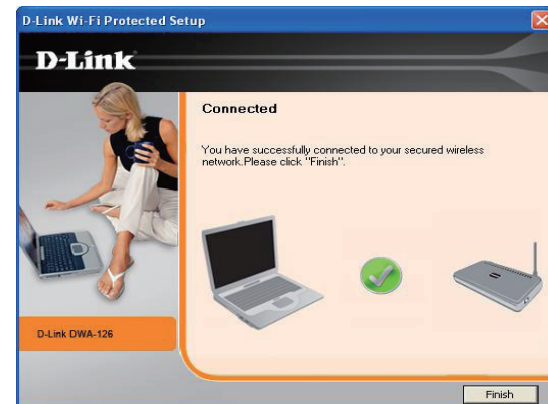 D-Link Wi-Fi Protected Setup
D-Link
Connected
You have successfully connected to your secured wireless
network.Please click "Finish".
D-Link DWA-126
Finish